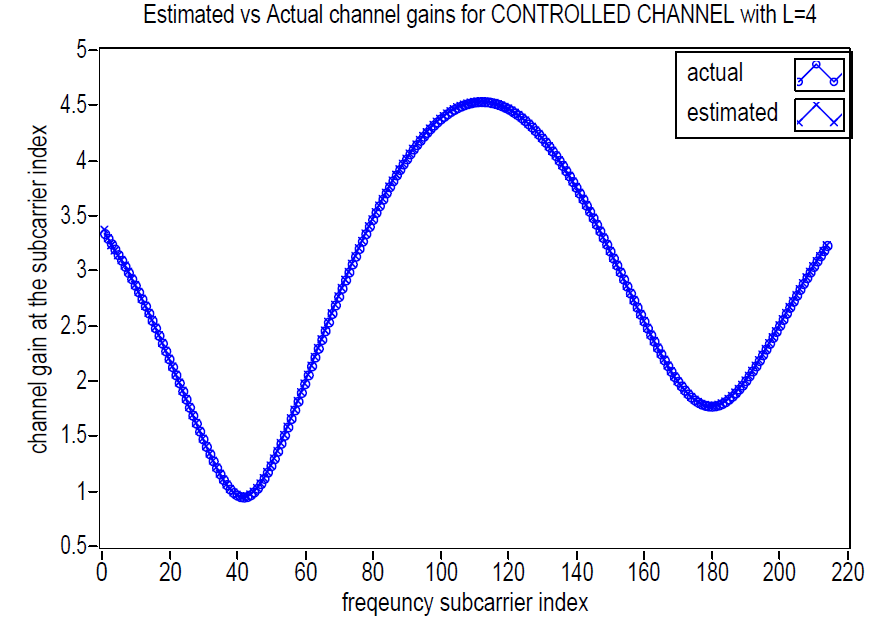 Estimated vs Actual channel gains for CONTROLLED CHANNEL with L=4
channel gain at the subcarrier index
5
4.5
4
3.5
3
2.5
2
1.5
1
0.5
actual
estimated
0 20 40 60 80 100 120 140 160 180 200 220
freqeuncy subcarrier index